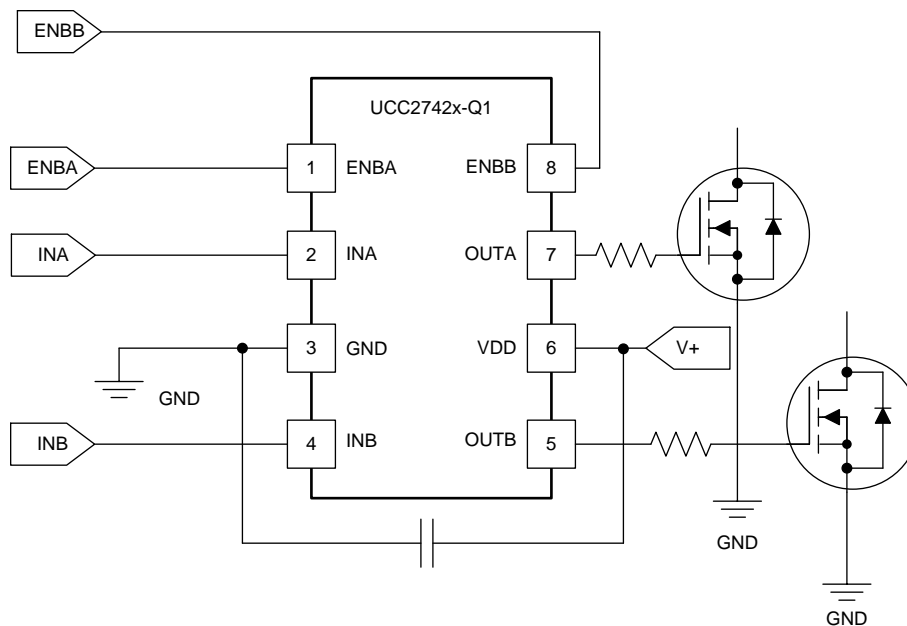 ENBB
UCC2742x-Q1
ENBA
1
ENBA
ENBB
8
INA
2
INA
OUTA
7
3
GND
VDD
6
V+
GND
INB
4
INB
OUTB
5
GND
GND